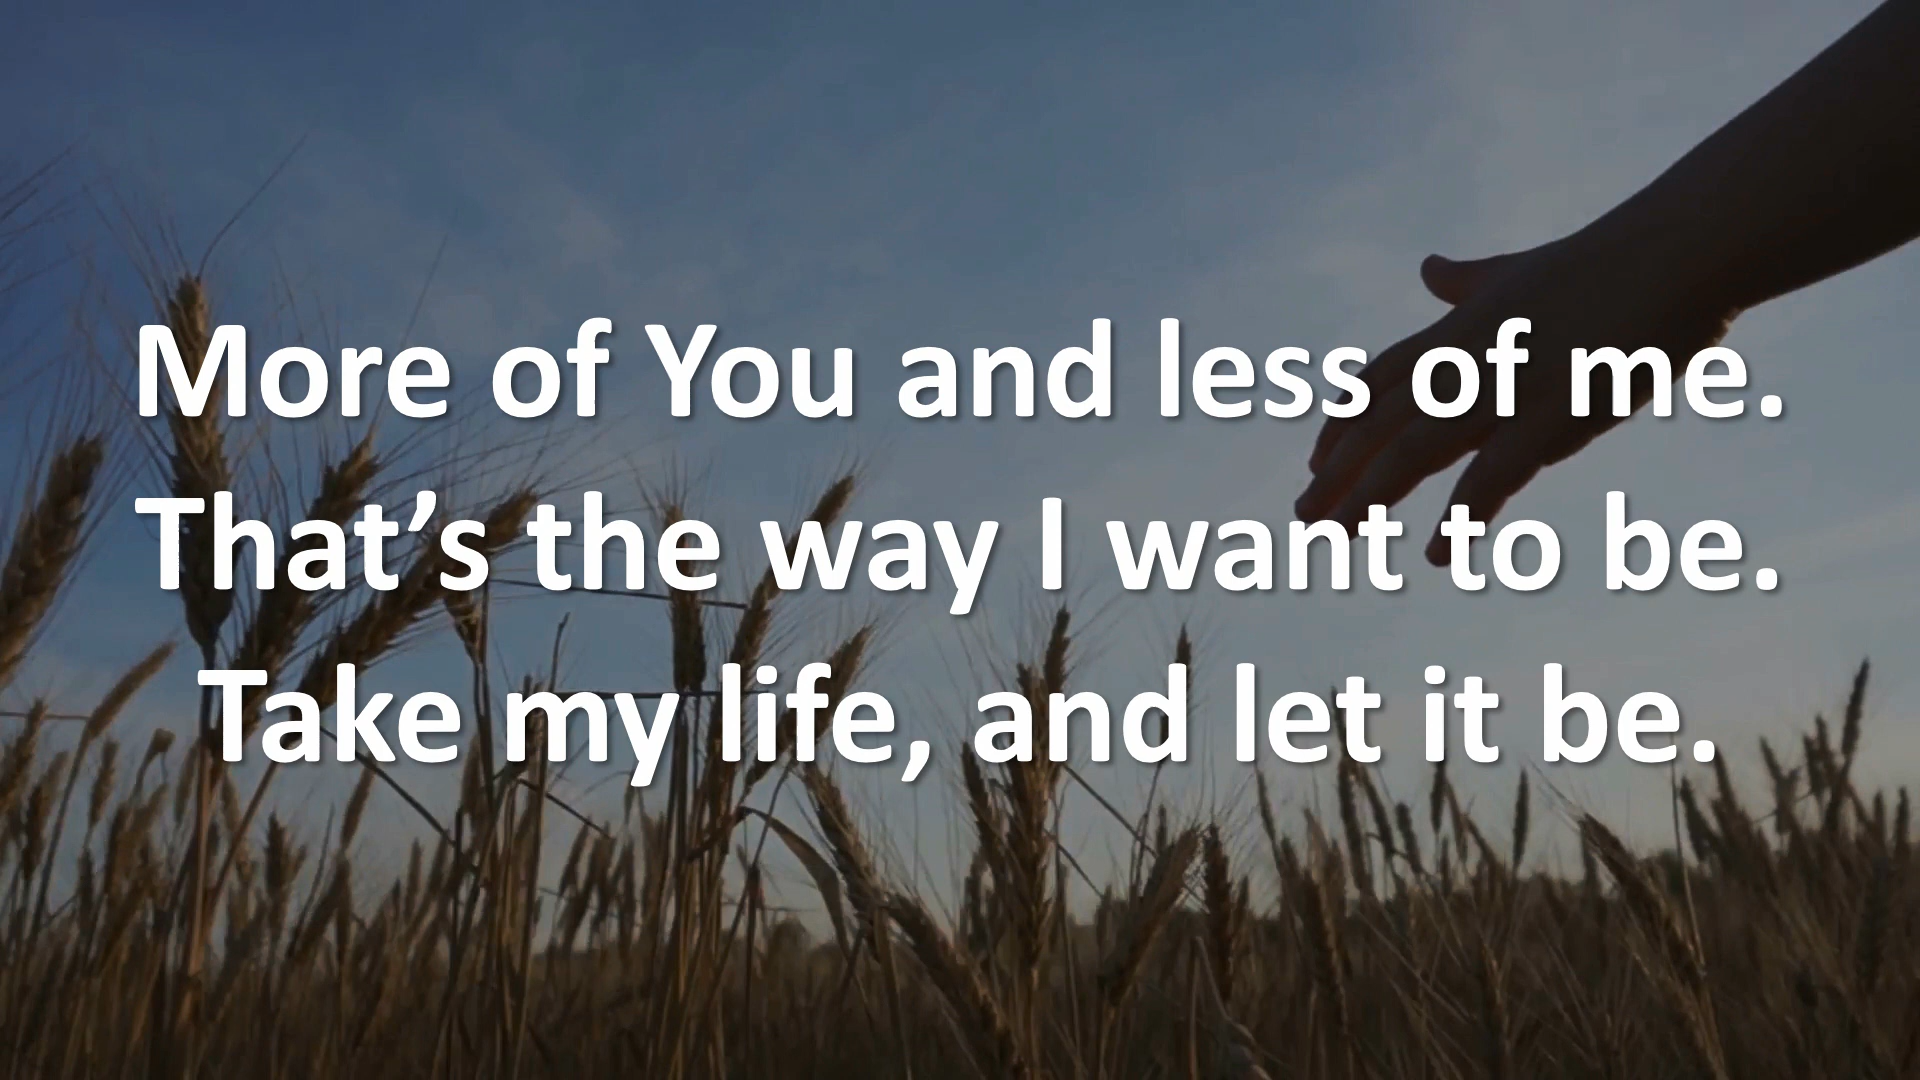 More of You and less of me.
That’s the way I want to be.
Take my life, and let it be.